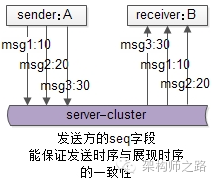 sender:A
receiver:B
msg1:10
msg2:20
msg3:30
msg3:30
msg2:20
msg1:10
server-cluster
发送方的seq字段
能保证发送时序与展现时序
的一致性
架构师之路